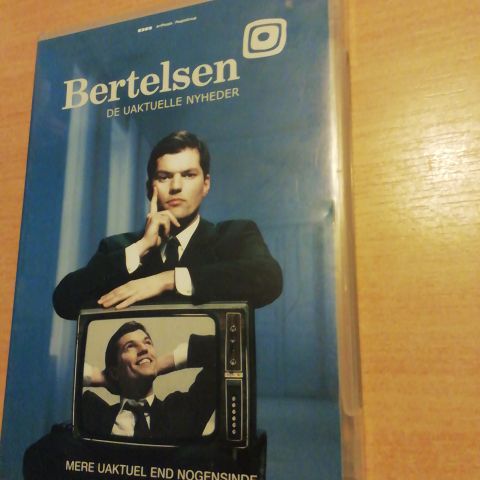 Bertelsen
DE UAKTUELLE NYHEDER
MERE UAKTUEL END NOGENSINDE